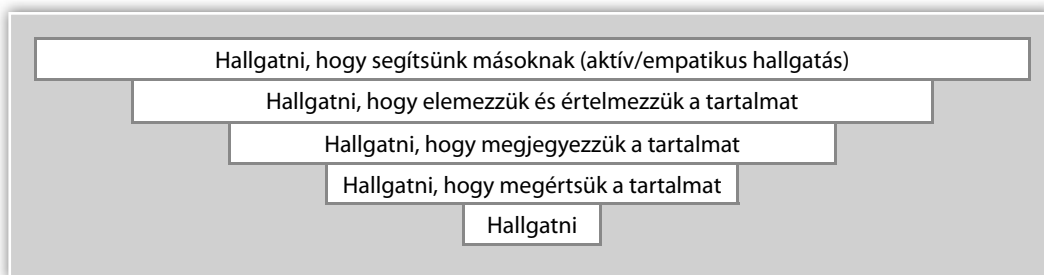 Hallgatni, hogy segítsünk másoknak (aktív/empatikus hallgatás)
Hallgatni, hogy elemezzük és értelmezzük a tartalmat
Hallgatni, hogy megjegyezzük a tartalmat
Hallgatni, hogy megértsük a tartalmat
Hallgatni